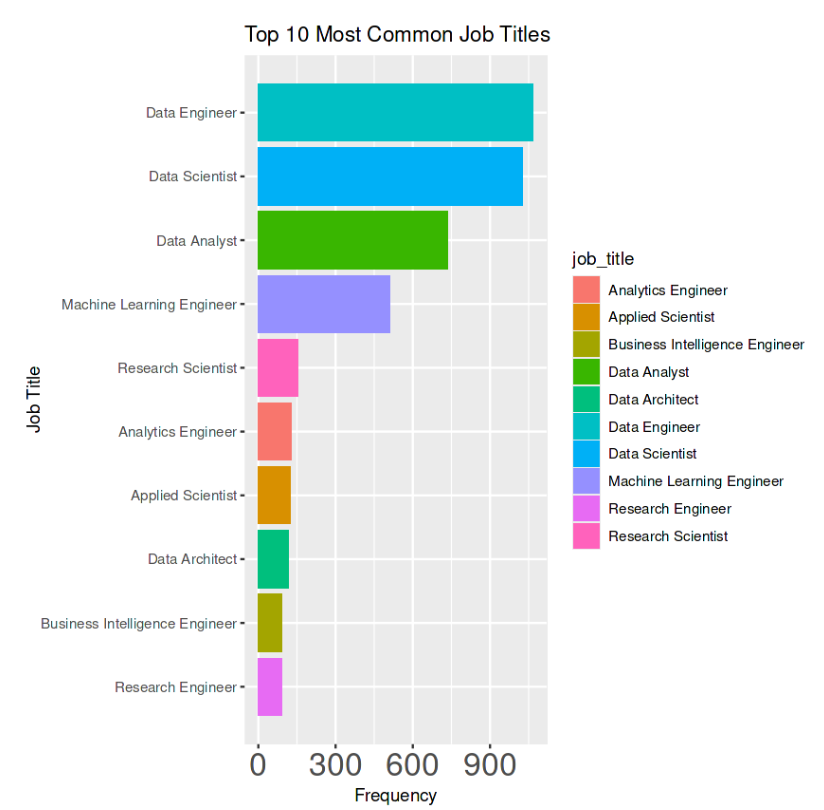 Top 10 Most Common Job Titles
Job Title
Data Engineer
Data Scientist
Data Analyst
Machine Learning Engineer
Research Scientist
Analytics Engineer
Applied Scientist
Data Architect
Business Intelligence Engineer
Research Engineer
0 300 600 900
Frequency
job_title
Analytics Engineer
Applied Scientist
Business Intelligence Engineer
Data Analyst
Data Architect
Data Engineer
Data Scientist
Machine Learning Engineer
Research Engineer
Research Scientist